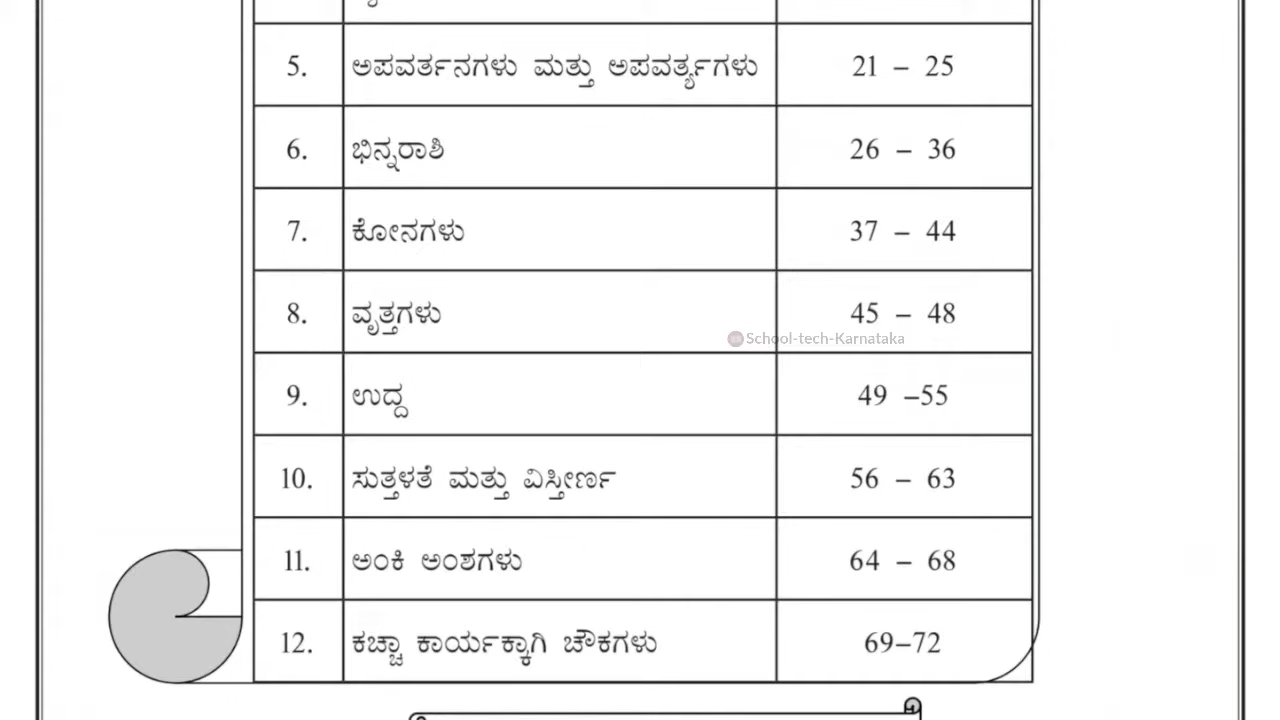 5. ಅಪವರ್ತನಗಳು ಮತ್ತು ಅಪವರ್ತ್ಯಗಳು 21 – 25
6. ಭಿನ್ನರಾಶಿ 26 – 36
7. ಕೋನಗಳು 37 – 44
8. ವೃತ್ತಗಳು 45 – 48
School-tech-Karnataka
9. ಉದ್ದ 49 –55
10. ಸುತ್ತಳತೆ ಮತ್ತು ವಿಸ್ತೀರ್ಣ 56 – 63
11. ಅಂಕಿ ಅಂಶಗಳು 64 – 68
12. ಕಚ್ಚಾ ಕಾರ್ಯಕ್ಕಾಗಿ ಚೌಕಗಳು 69–72